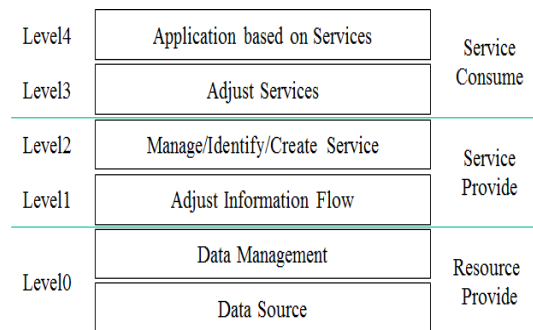 Level4
Application based on Services
Service
Consume
Level3
Adjust Services
Level2
Manage/Identify/Create Service
Service
Provide
Level1
Adjust Information Flow
Level0
Data Management
Resource
Provide
Data Source